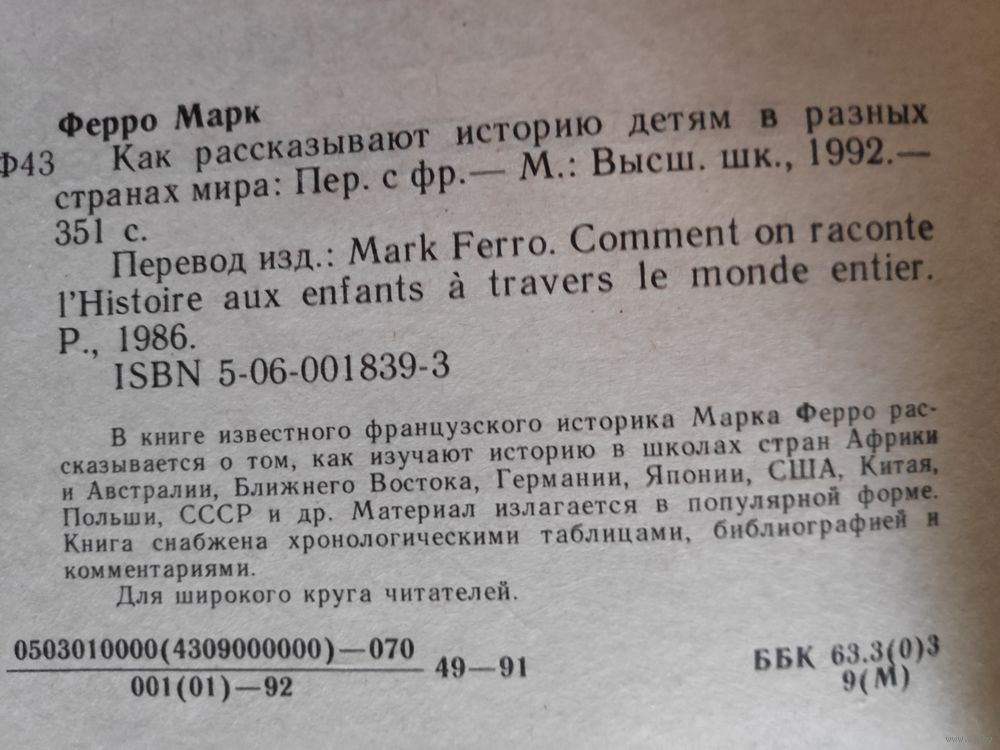 Ферро Марк
Ф43 Как рассказывают историю детям в разных
странах мира: Пер. с фр.— М.: Высш. шк., 1992.—
351 с.
Перевод изд.: Mark Ferro. Comment on raconte
l'Histoire aux enfants à travers le monde entier.
P., 1986.
ISBN 5-06-001839-3
В книге известного французского историка Марка Ферро рас-
сказывается о том, как изучают историю в школах стран Африки
и Австралии, Ближнего Востока, Германии, Японии, США, Китая,
Польши, СССР и др. Материал излагается в популярной форме.
Книга снабжена хронологическими таблицами, библиографией и
комментариями.
Для широкого круга читателей.
0503010000(4309000000)—070
001(01)—92
49—91
ББК 63.3(0)3
9(М)